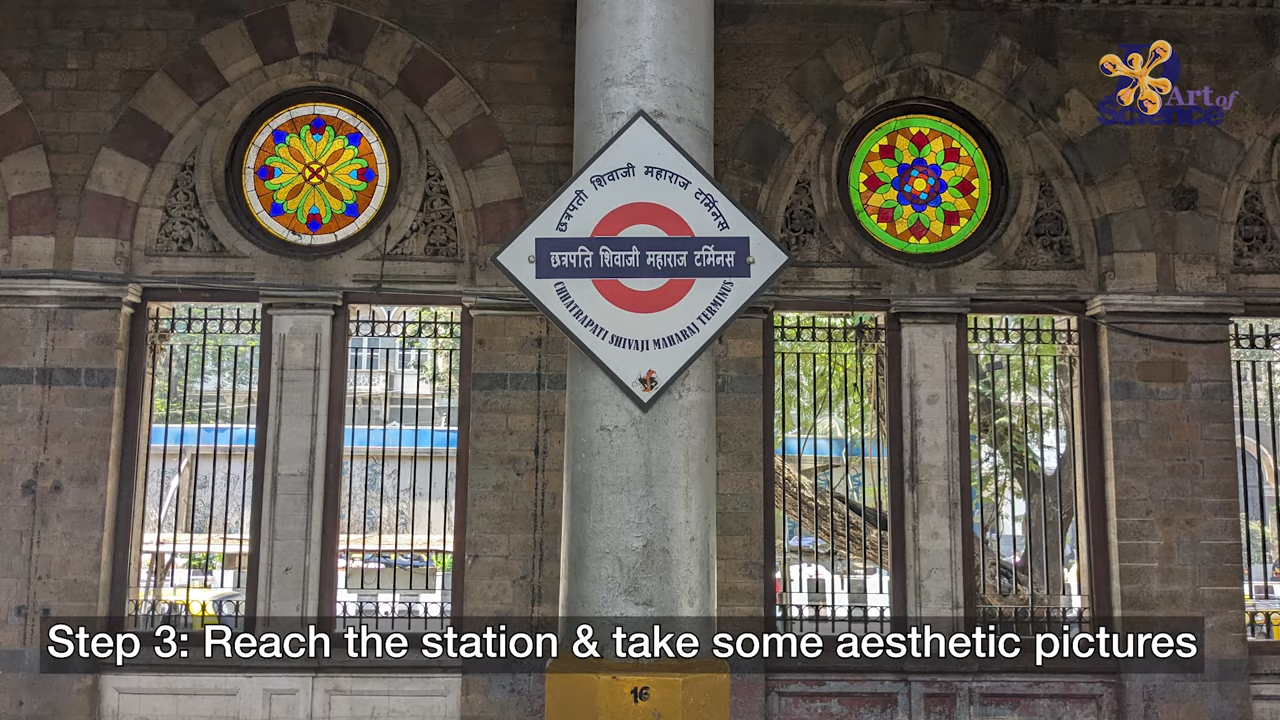 Art of
Science
छत्रपती शिवाजी महाराज टर्मिनस
छत्रपति शिवाजी महाराज टर्मिनस
CHHATRAPATI SHIVAJI MAHARAJ TERMINUS
Step 3: Reach the station & take some aesthetic pictures
16